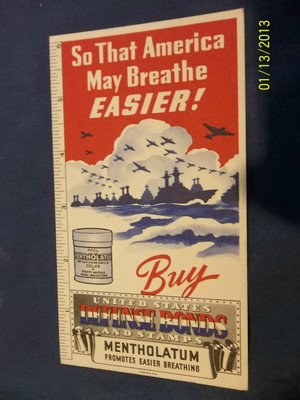 So That America
May Breathe
EASIER!
MENTHOLATUM
Buy
UNITED STATES
DEFENSE BONDS
AND STAMPS
MENTHOLATUM
PROMOTES EASIER BREATHING
01/13/2013